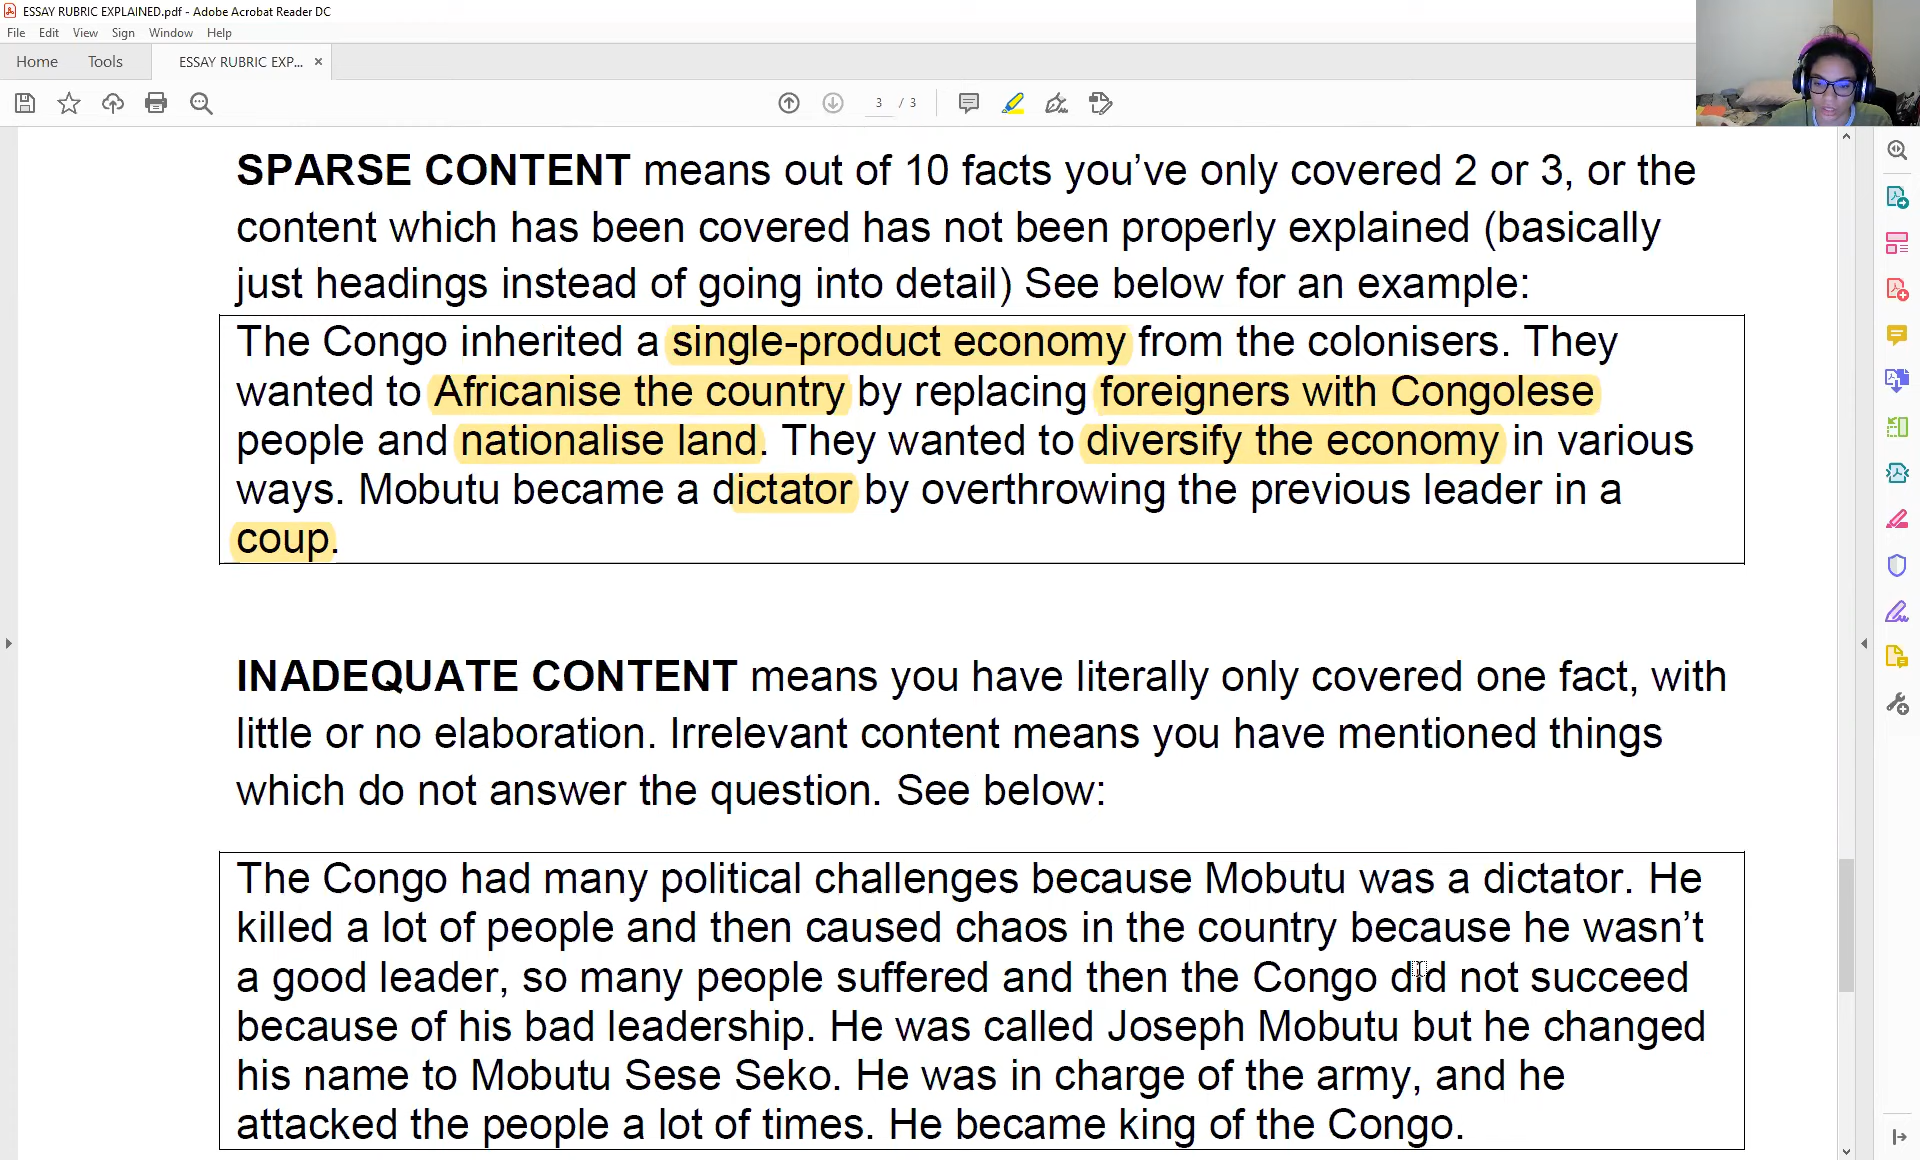 ESSAY RUBRIC EXPLAINED.pdf - Adobe Acrobat Reader DC
File Edit View Sign Window Help
Home Tools ESSAY RUBRIC EXP... ×
3 / 3
SPARSE CONTENT means out of 10 facts you’ve only covered 2 or 3, or the
content which has been covered has not been properly explained (basically
just headings instead of going into detail) See below for an example:
The Congo inherited a single-product economy from the colonisers. They
wanted to Africanise the country by replacing foreigners with Congolese
people and nationalise land. They wanted to diversify the economy in various
ways. Mobutu became a dictator by overthrowing the previous leader in a
coup.
INADEQUATE CONTENT means you have literally only covered one fact, with
little or no elaboration. Irrelevant content means you have mentioned things
which do not answer the question. See below:
The Congo had many political challenges because Mobutu was a dictator. He
killed a lot of people and then caused chaos in the country because he wasn’t
a good leader, so many people suffered and then the Congo did not succeed
because of his bad leadership. He was called Joseph Mobutu but he changed
his name to Mobutu Sese Seko. He was in charge of the army, and he
attacked the people a lot of times. He became king of the Congo.